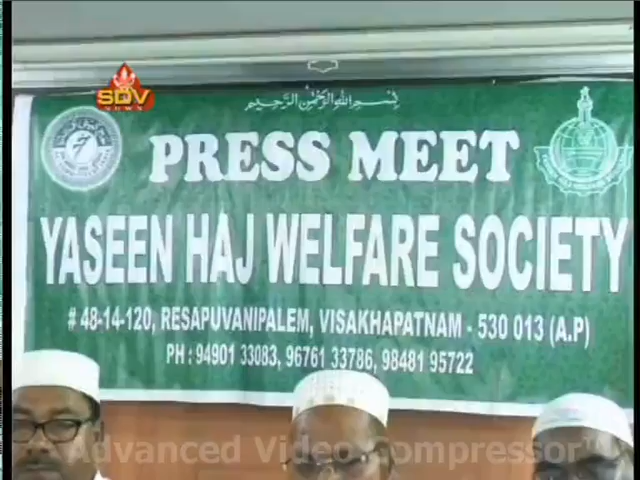 بسم الله الرحمن الرحيم
SDV
NEWS
PRESS MEET
YASEEN HAJ WELFARE SOCIETY
# 48-14-120, RESAPUVANIPALEM, VISAKHAPATNAM - 530 013 (A.P)
PH : 94901 33083, 96761 33786, 98481 95722
Advanced Video Compressor